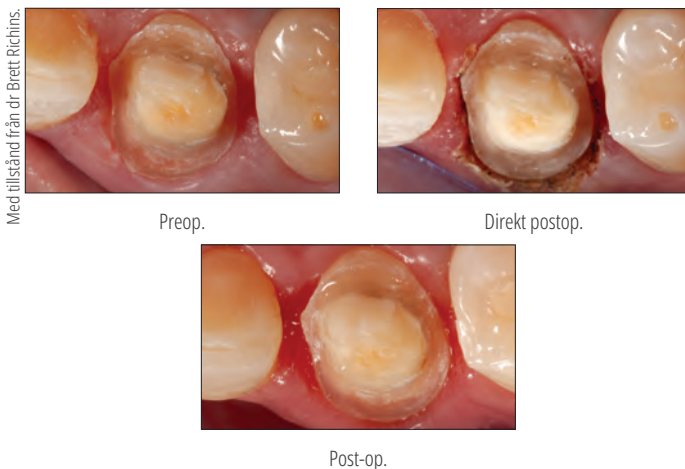 Med tillstånd från dr Brett Richins.
Preop.
Direkt postop.
Post-op.